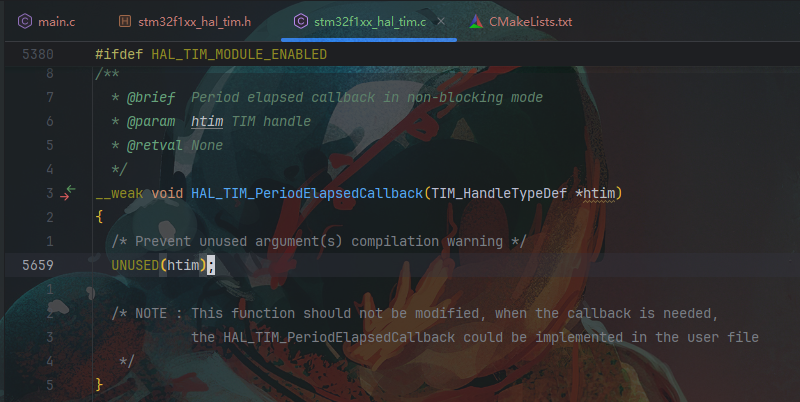 main.c stm32f1xx_hal_tim.h stm32f1xx_hal_tim.c CMakeLists.txt
5380 #ifdef HAL_TIM_MODULE_ENABLED
8 /**
7 * @brief Period elapsed callback in non-blocking mode
6 * @param htim TIM handle
5 * @retval None
4 */
3 __weak void HAL_TIM_PeriodElapsedCallback(TIM_HandleTypeDef *htim)
2 {
1 /* Prevent unused argument(s) compilation warning */
5659 UNUSED(htim);
1
2 /* NOTE : This function should not be modified, when the callback is needed,
3 the HAL_TIM_PeriodElapsedCallback could be implemented in the user file
4 */
5 }